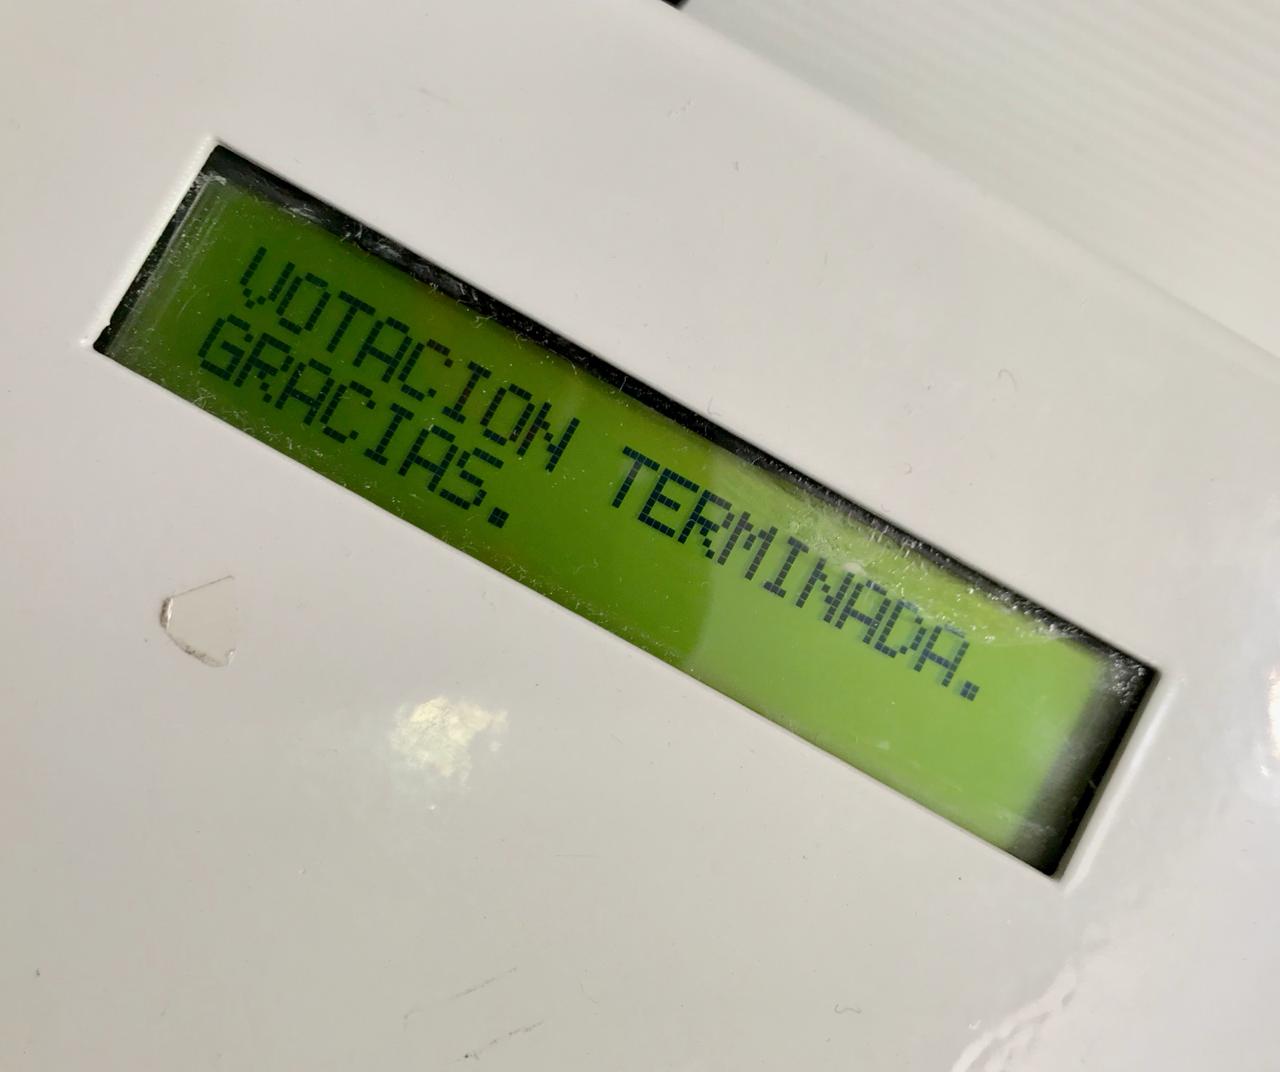 VOTACION TERMINADA.
GRACIAS.